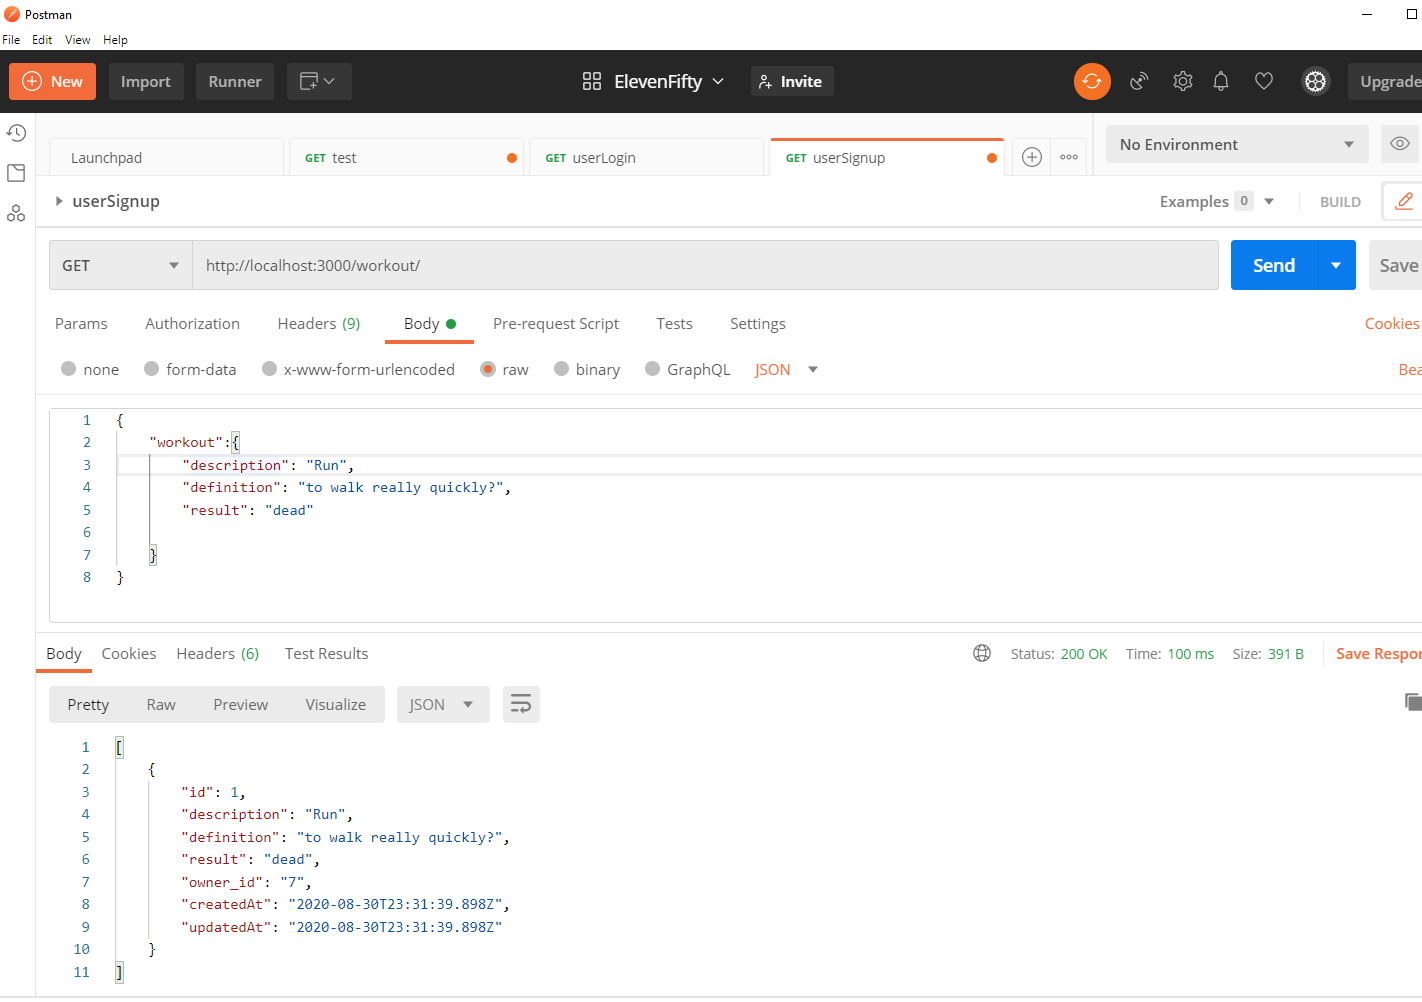 Postman
File Edit View Help
New Import Runner ElevenFifty Invite Upgrade
Launchpad GET test GET userLogin GET userSignup No Environment
userSignup Examples 0 BUILD
GET http://localhost:3000/workout/ Send Save
Params Authorization Headers (9) Body Pre-request Script Tests Settings Cookies
none form-data x-www-form-urlencoded raw binary GraphQL JSON Bea
1 {
2 "workout":{
3 "description": "Run",
4 "definition": "to walk really quickly?",
5 "result": "dead"
6
7 }
8 }
Body Cookies Headers (6) Test Results Status: 200 OK Time: 100 ms Size: 391 B Save Respon
Pretty Raw Preview Visualize JSON
1 [
2 {
3 "id": 1,
4 "description": "Run",
5 "definition": "to walk really quickly?",
6 "result": "dead",
7 "owner_id": "7",
8 "createdAt": "2020-08-30T23:31:39.898Z",
9 "updatedAt": "2020-08-30T23:31:39.898Z"
10 }
11 ]